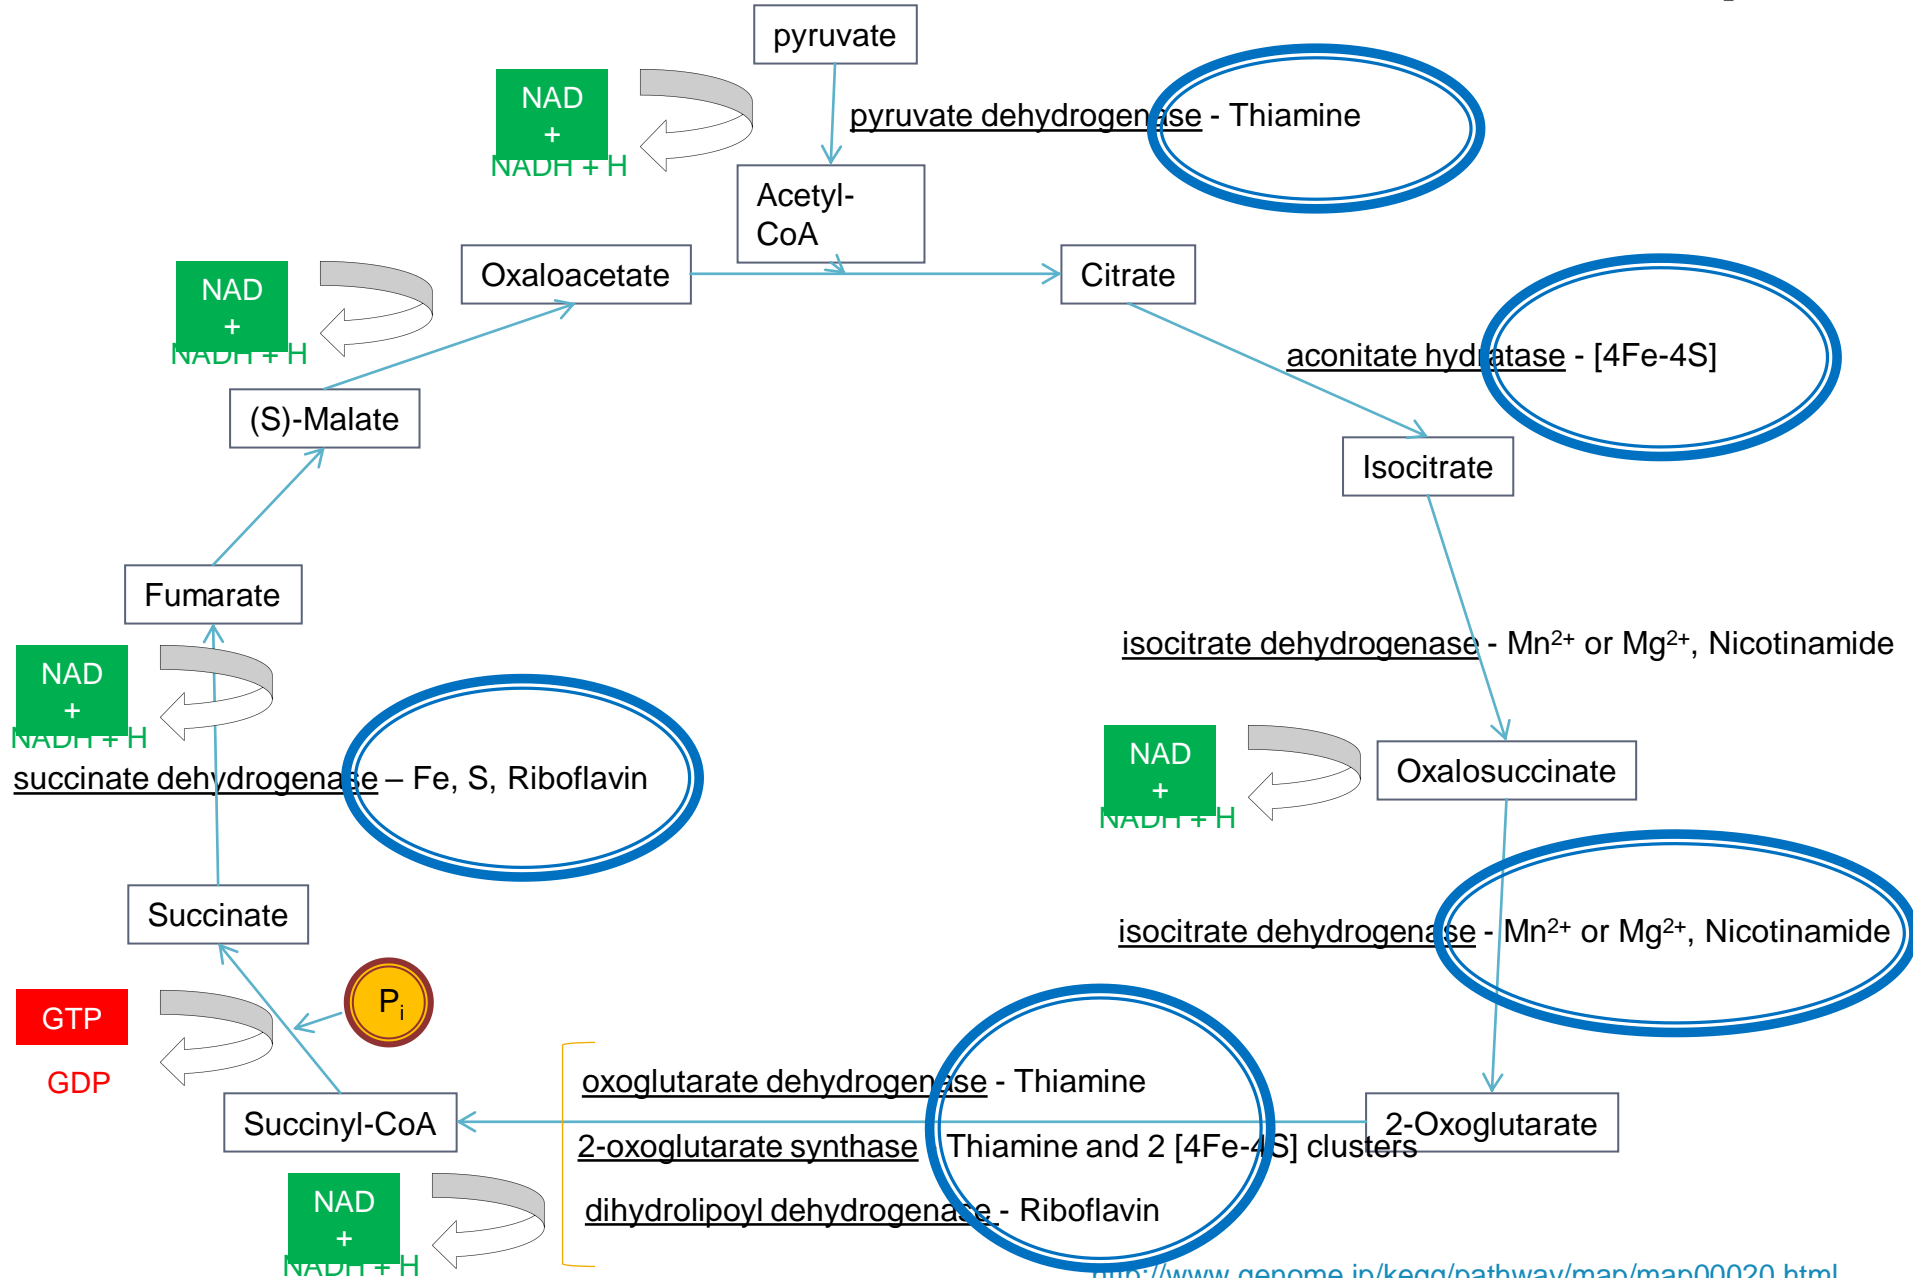 pyruvate
NAD
+
NADH + H
pyruvate dehydrogenase - Thiamine
Acetyl-
CoA
Oxaloacetate
Citrate
NAD
+
NADH + H
aconitate hydratase - [4Fe-4S]
(S)-Malate
Isocitrate
Fumarate
isocitrate dehydrogenase - Mn²⁺ or Mg²⁺, Nicotinamide
NAD
+
NADH + H
succinate dehydrogenase – Fe, S, Riboflavin
NAD
+
NADH + H
Oxalosuccinate
Succinate
isocitrate dehydrogenase - Mn²⁺ or Mg²⁺, Nicotinamide
GTP
Pᵢ
GDP
oxoglutarate dehydrogenase - Thiamine
Succinyl-CoA
2-Oxoglutarate
2-oxoglutarate synthase Thiamine and 2 [4Fe-4S] clusters
dihydrolipoyl dehydrogenase - Riboflavin
NAD
+
NADH + H
http://www.genome.jp/kegg/pathway/map/map00020.html